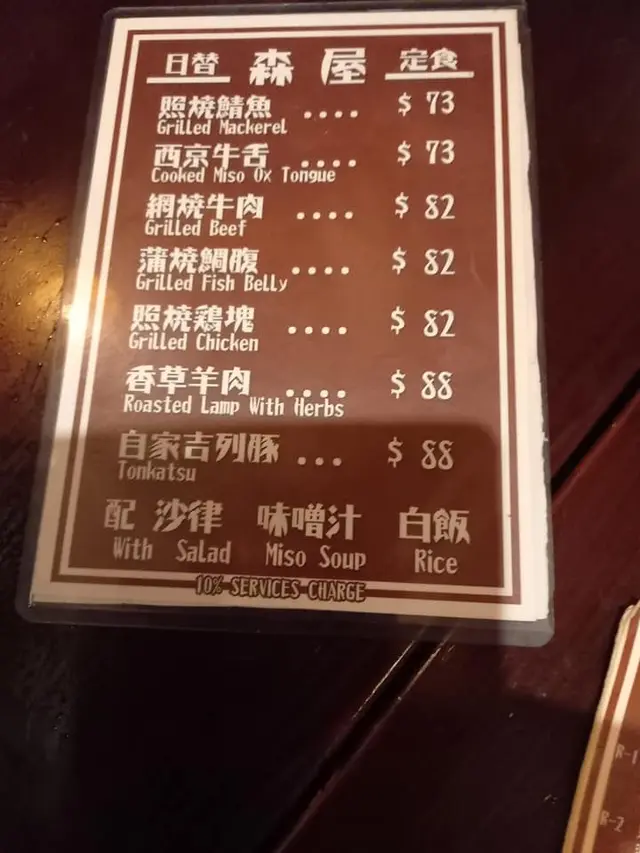 日替 森屋 定食
照燒鯖魚 .... $ 73
Grilled Mackerel
西京牛舌 .... $ 73
Cooked Miso Ox Tongue
網燒牛肉 .... $ 82
Grilled Beef
蒲燒鯛腹 .... $ 82
Grilled Fish Belly
照燒鶏塊 .... $ 82
Grilled Chicken
香草羊肉 .... $ 88
Roasted Lamp With Herbs
自家吉列豚 ... $ 88
Tonkatsu
配 沙律 味噌汁 白飯
With Salad Miso Soup Rice
10% SERVICES CHARGE
R-1
R-2